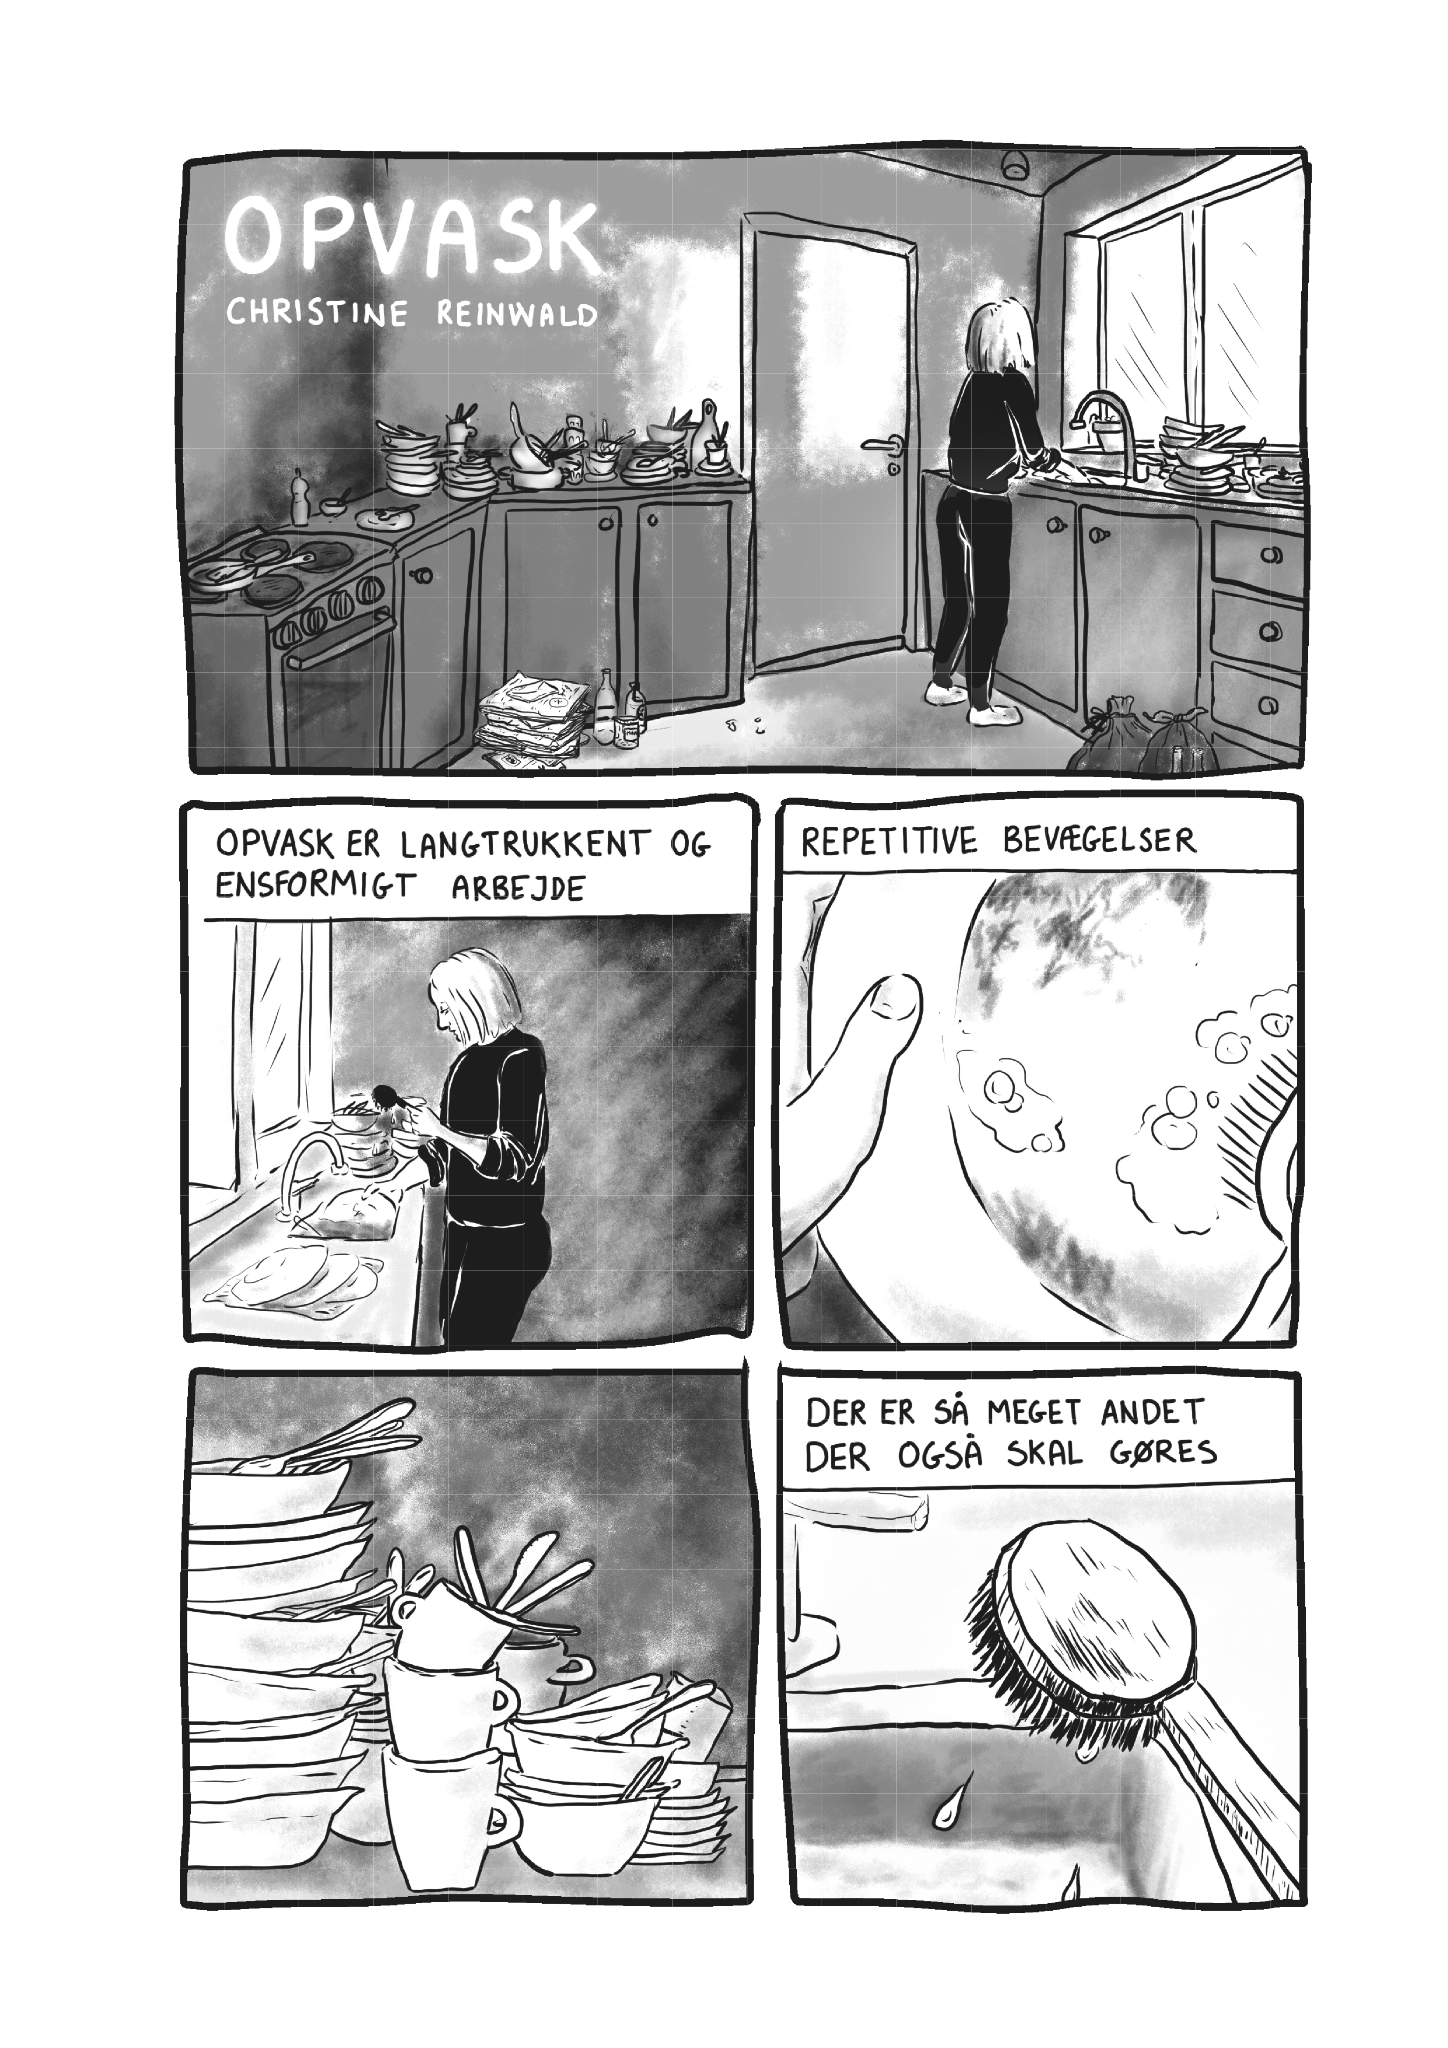 OPVASK
CHRISTINE REINWALD
OPVASK ER LANGTRUKKENT OG
ENSFORMIGT ARBEJDE
REPETITIVE BEVÆGELSER
DER ER SÅ MEGET ANDET
DER OGSÅ SKAL GØRES